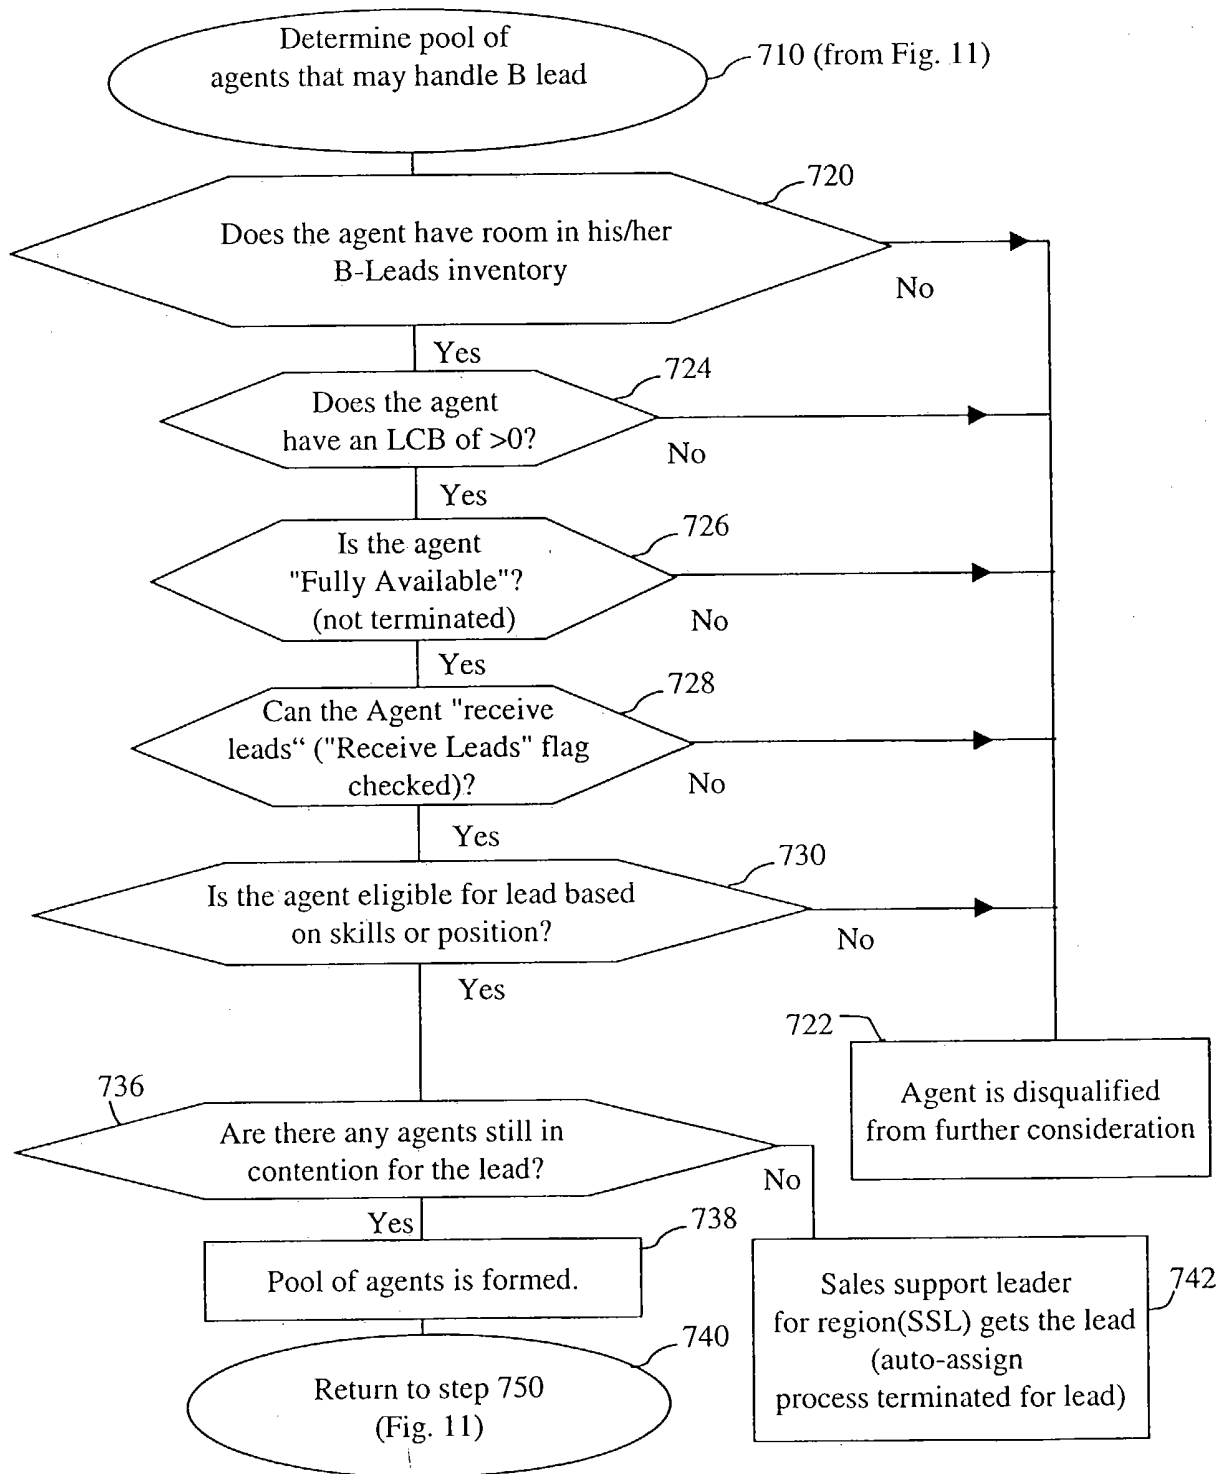 Determine pool of
agents that may handle B lead
710 (from Fig. 11)
720
Does the agent have room in his/her
B-Leads inventory
No
Yes
724
Does the agent
have an LCB of >0?
No
Yes
726
Is the agent
"Fully Available"?
(not terminated)
No
Yes
728
Can the Agent "receive
leads“ ("Receive Leads" flag
checked)?
No
Yes
730
Is the agent eligible for lead based
on skills or position?
No
Yes
722
Agent is disqualified
from further consideration
736
Are there any agents still in
contention for the lead?
No
Yes
738
Pool of agents is formed.
742
Sales support leader
for region(SSL) gets the lead
(auto-assign
process terminated for lead)
740
Return to step 750
(Fig. 11)